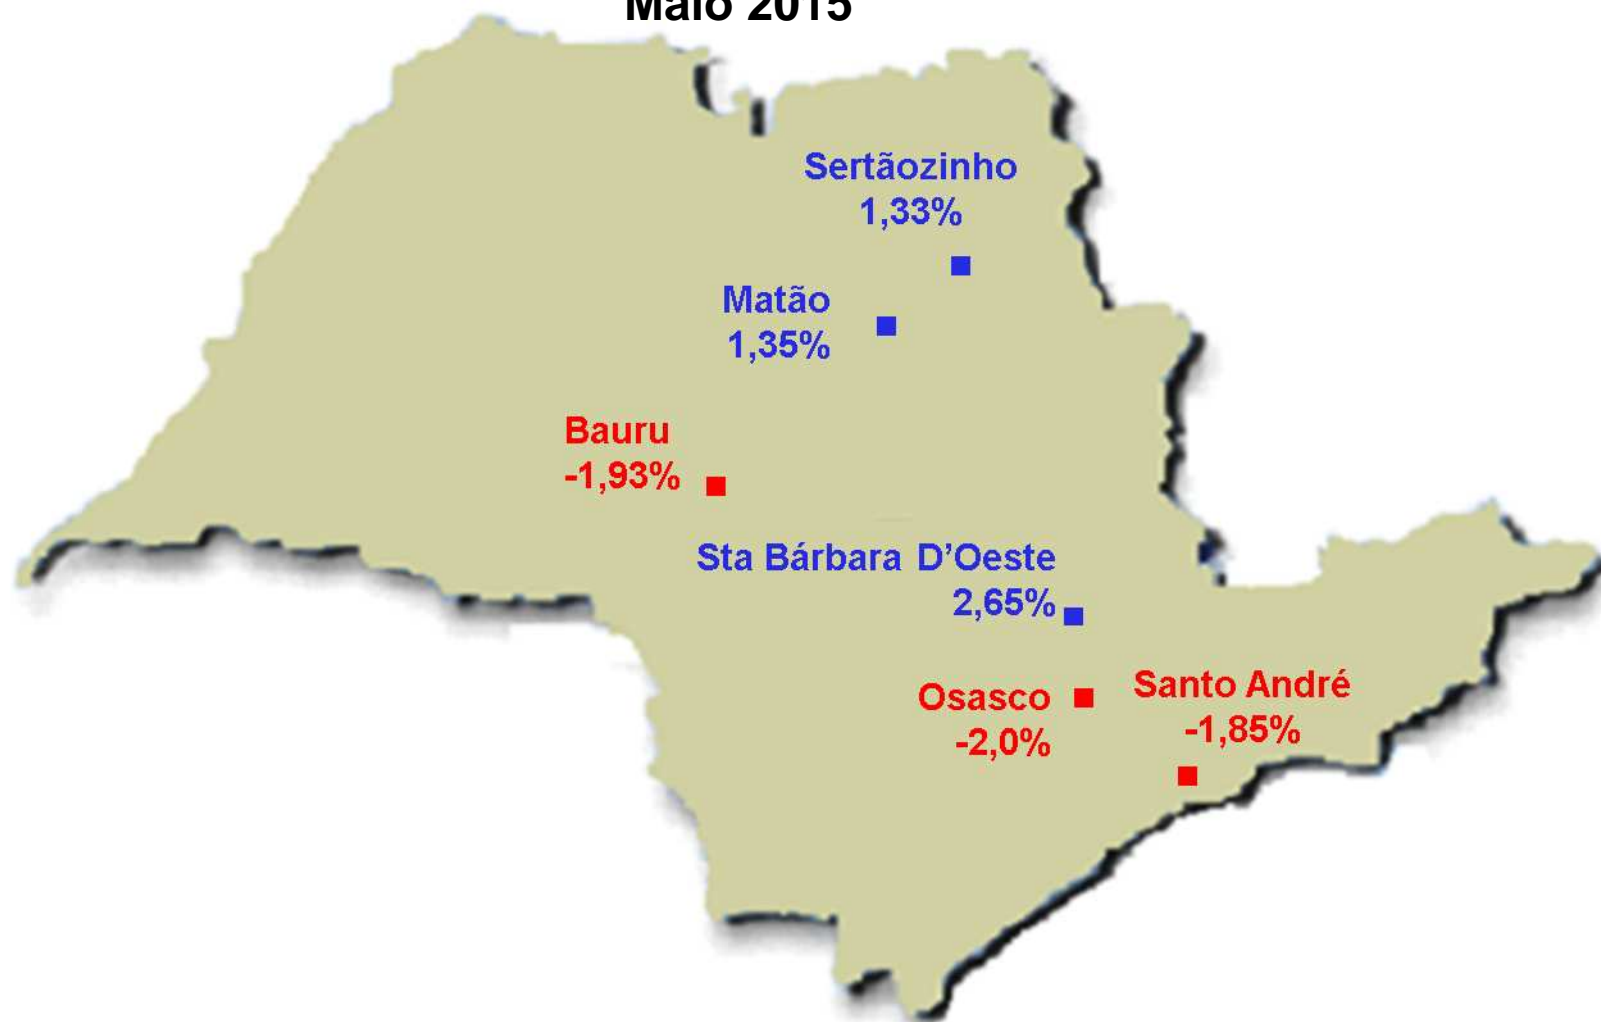 Maio 2015
Sertãozinho
1,33%
Matão
1,35%
Bauru
-1,93%
Sta Bárbara D’Oeste
2,65%
Osasco
-2,0%
Santo André
-1,85%